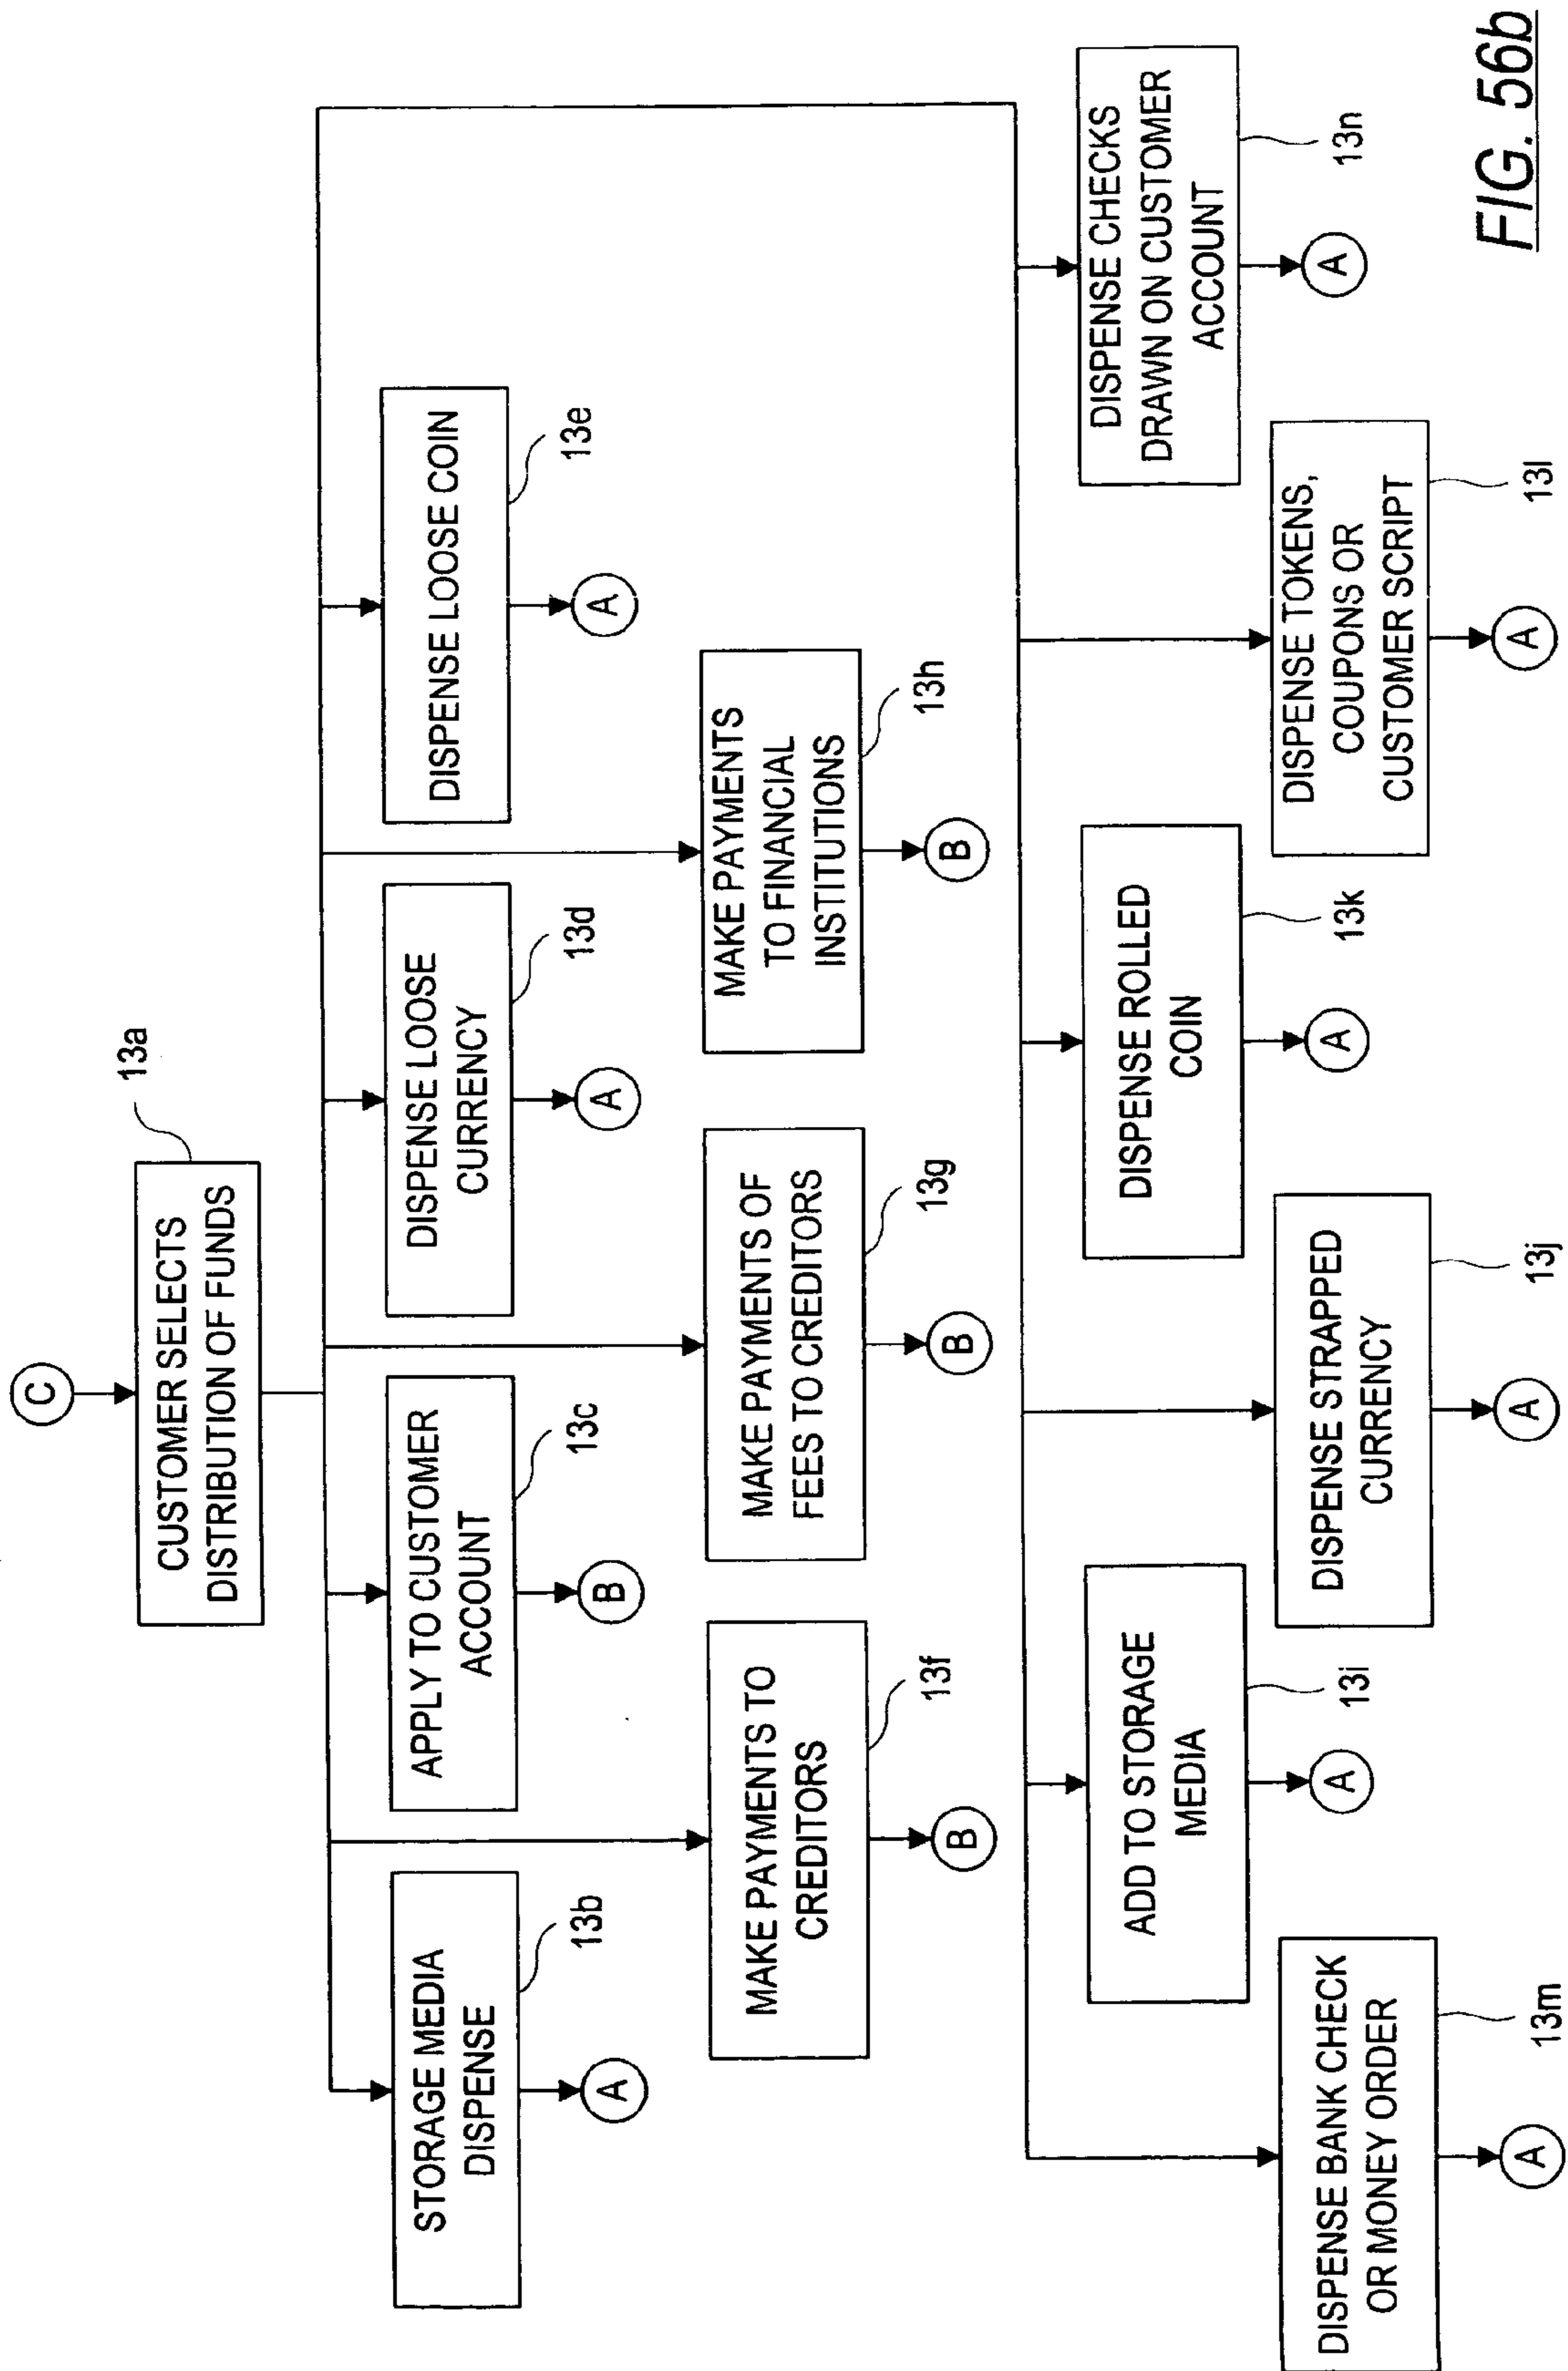 C
CUSTOMER SELECTS
DISTRIBUTION OF FUNDS
13a
STORAGE MEDIA
DISPENSE
13b
A
APPLY TO CUSTOMER
ACCOUNT
13c
B
DISPENSE LOOSE
CURRENCY
13d
A
DISPENSE LOOSE COIN
13e
A
MAKE PAYMENTS TO
CREDITORS
13f
B
MAKE PAYMENTS OF
FEES TO CREDITORS
13g
B
MAKE PAYMENTS
TO FINANCIAL
INSTITUTIONS
13h
B
ADD TO STORAGE
MEDIA
13i
A
DISPENSE ROLLED
COIN
13k
A
DISPENSE CHECKS
DRAWN ON CUSTOMER
ACCOUNT
13n
A
DISPENSE BANK CHECK
OR MONEY ORDER
13m
A
DISPENSE STRAPPED
CURRENCY
13j
A
DISPENSE TOKENS,
COUPONS OR
CUSTOMER SCRIPT
13l
A
FIG. 56b